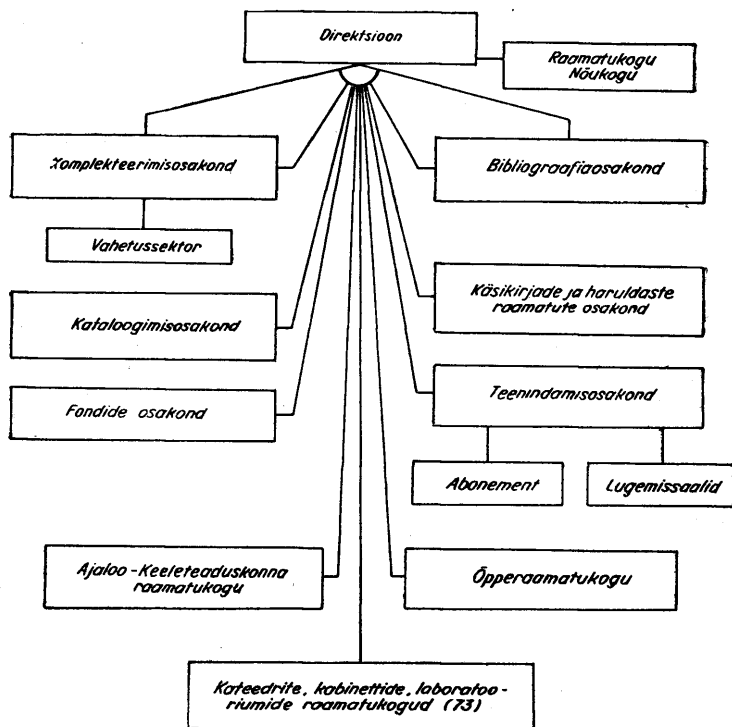 Direktsioon
Raamatukogu
Nõukogu
Komplekteerimisosakond
Bibliograafiaosakond
Vahetussektor
Kataloogimisosakond
Käsikirjade ja haruldaste
raamatute osakond
Fondide osakond
Teenindamisosakond
Abonement
Lugemissaalid
Ajaloo-Keeleteaduskonna
raamatukogu
Õpperaamatukogu
Kateedrite, kabinettide, laboratoo-
riumide raamatukogud (73)